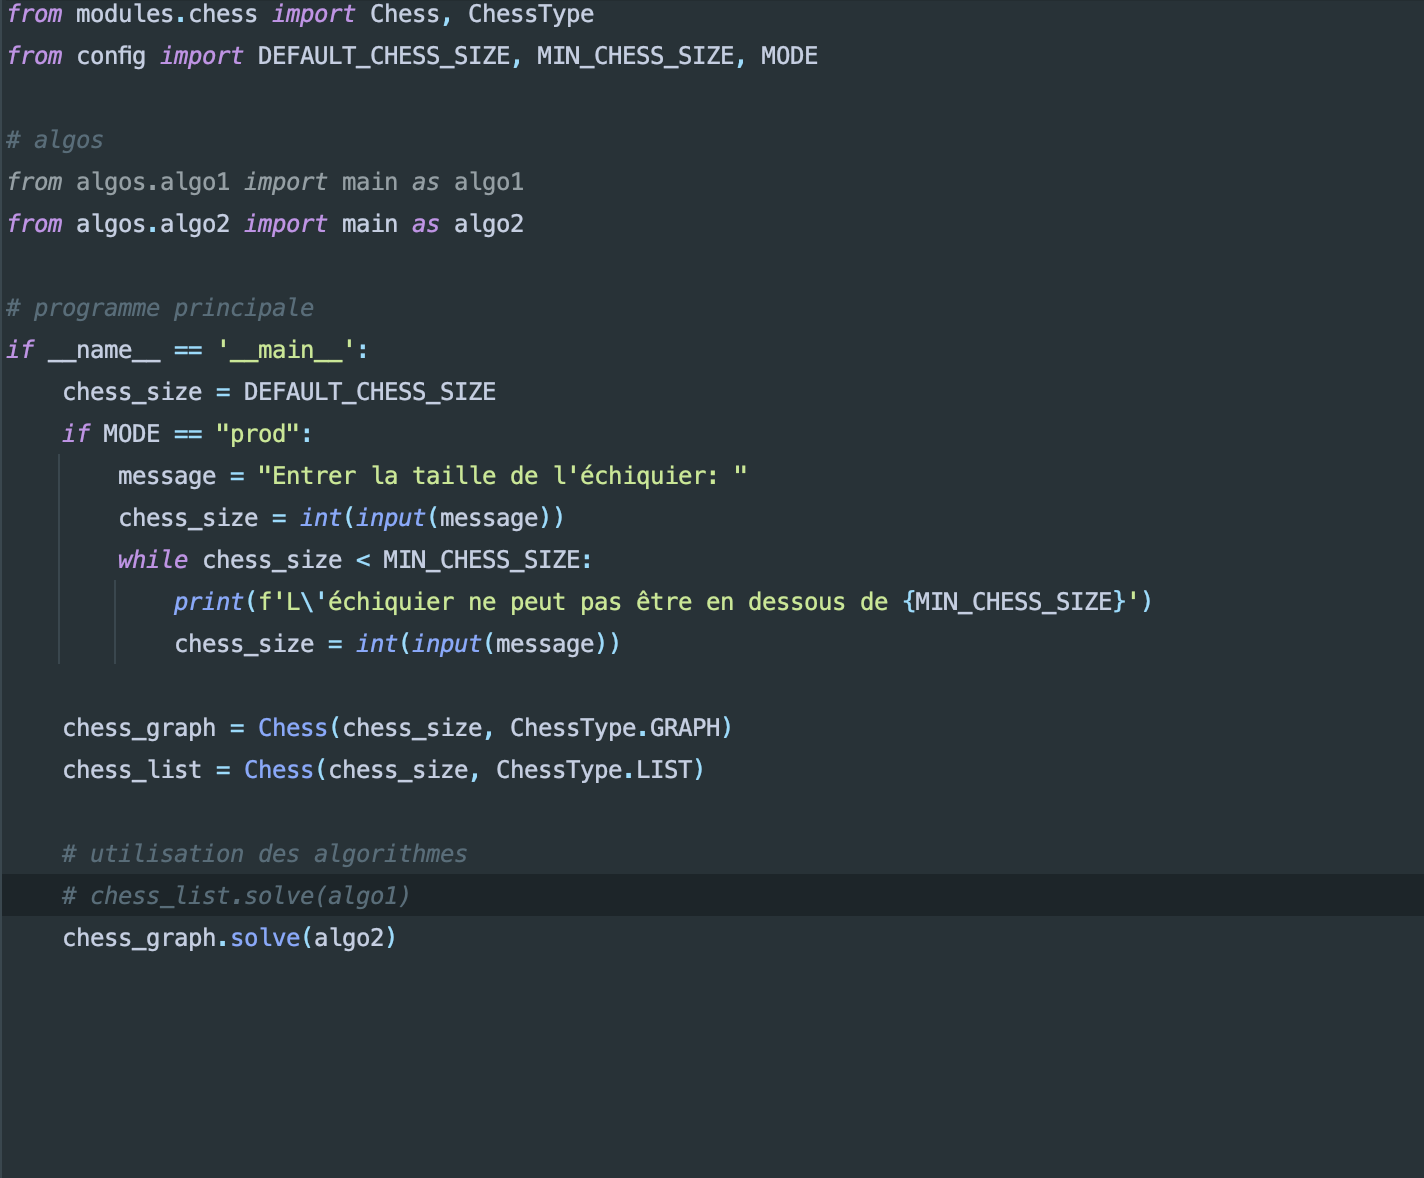 from modules.chess import Chess, ChessType
from config import DEFAULT_CHESS_SIZE, MIN_CHESS_SIZE, MODE
# algos
from algos.algo1 import main as algo1
from algos.algo2 import main as algo2
# programme principale
if __name__ == '__main__':
    chess_size = DEFAULT_CHESS_SIZE
    if MODE == "prod":
        message = "Entrer la taille de l'échiquier: "
        chess_size = int(input(message))
        while chess_size < MIN_CHESS_SIZE:
            print(f'L\'échiquier ne peut pas être en dessous de {MIN_CHESS_SIZE}')
            chess_size = int(input(message))
    chess_graph = Chess(chess_size, ChessType.GRAPH)
    chess_list = Chess(chess_size, ChessType.LIST)
    # utilisation des algorithmes
    # chess_list.solve(algo1)
    chess_graph.solve(algo2)